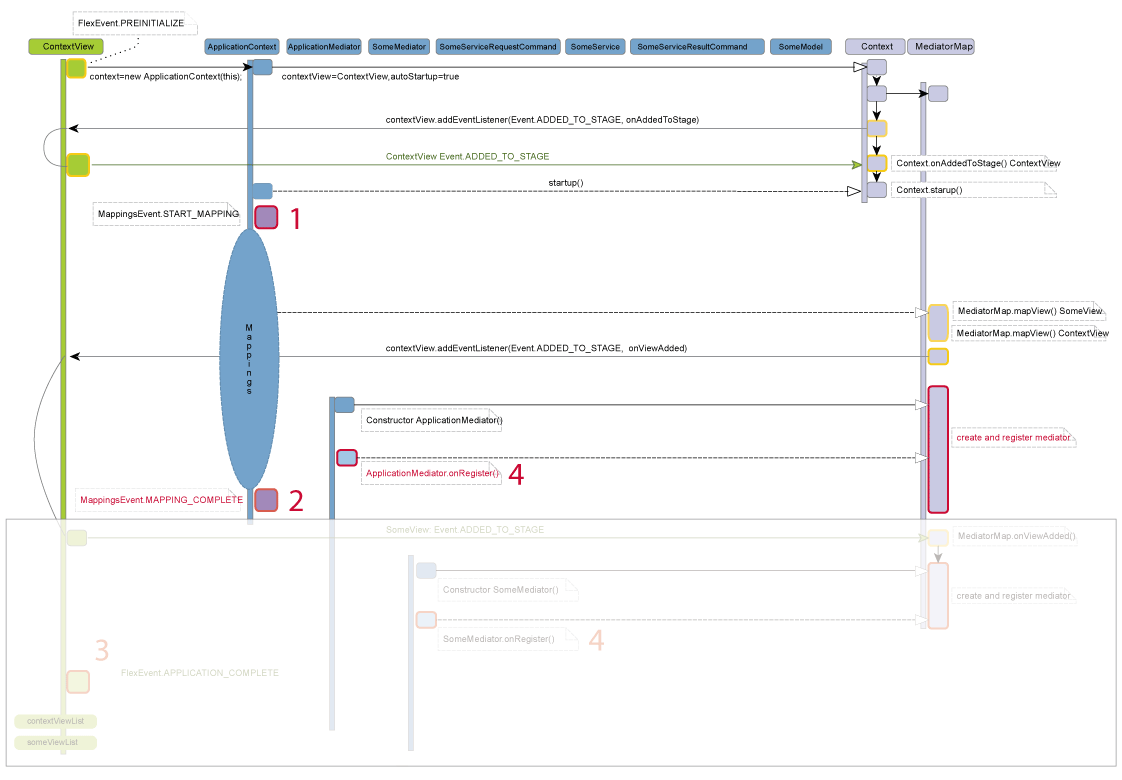 FlexEvent.PREINITIALIZE
ContextView
ApplicationContext
ApplicationMediator
SomeMediator
SomeServiceRequestCommand
SomeService
SomeServiceResultCommand
SomeModel
Context
MediatorMap
context=new ApplicationContext(this);
contextView=ContextView,autoStartup=true
contextView.addEventListener(Event.ADDED_TO_STAGE, onAddedToStage)
ContextView Event.ADDED_TO_STAGE
Context.onAddedToStage() ContextView
startup()
Context.starup()
MappingsEvent.START_MAPPING
1
Mappings
MediatorMap.mapView() SomeView
MediatorMap.mapView() ContextView
contextView.addEventListener(Event.ADDED_TO_STAGE, onViewAdded)
Constructor ApplicationMediator()
create and register mediator
ApplicationMediator.onRegister()
4
MappingsEvent.MAPPING_COMPLETE
2
SomeView: Event.ADDED_TO_STAGE
MediatorMap.onViewAdded()
Constructor SomeMediator()
create and register mediator
SomeMediator.onRegister()
4
3
FlexEvent.APPLICATION_COMPLETE
contextViewList
someViewList